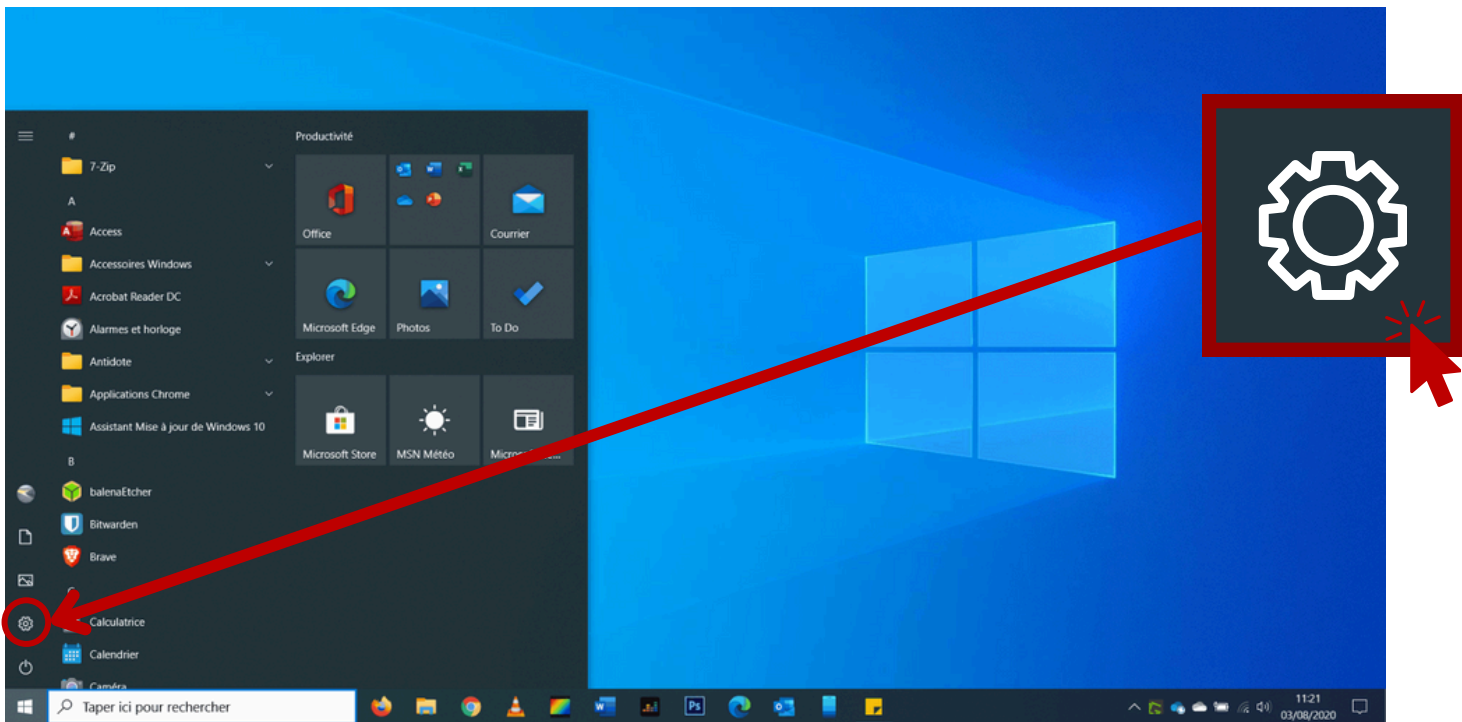 #
7-Zip
A
Access
Accessoires Windows
Acrobat Reader DC
Alarmes et horloge
Antidote
Applications Chrome
Assistant Mise à jour de Windows 10
B
balenaEtcher
Bitwarden
Brave
Calculatrice
Calendrier
Caméra
Productivité
Office
Courrier
Microsoft Edge
Photos
To Do
Explorer
Microsoft Store
MSN Météo
Taper ici pour rechercher
Ps
11:21
03/08/2020